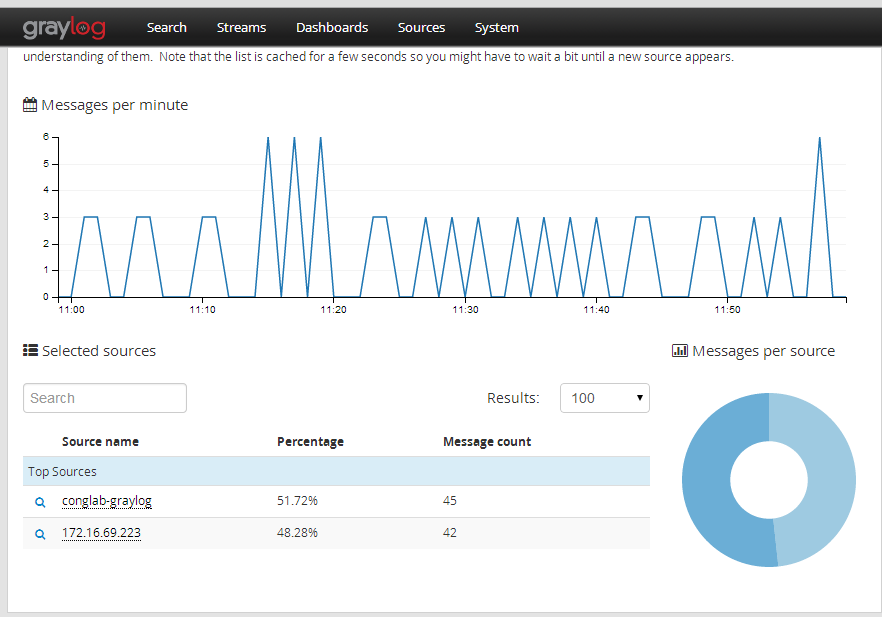 graylog Search Streams Dashboards Sources System
understanding of them. Note that the list is cached for a few seconds so you might have to wait a bit until a new source appears.
Messages per minute
6
5
4
3
2
1
0
11:00 11:10 11:20 11:30 11:40 11:50
Selected sources
Messages per source
Search
Results: 100
Source name Percentage Message count
Top Sources
conglab-graylog 51.72% 45
172.16.69.223 48.28% 42